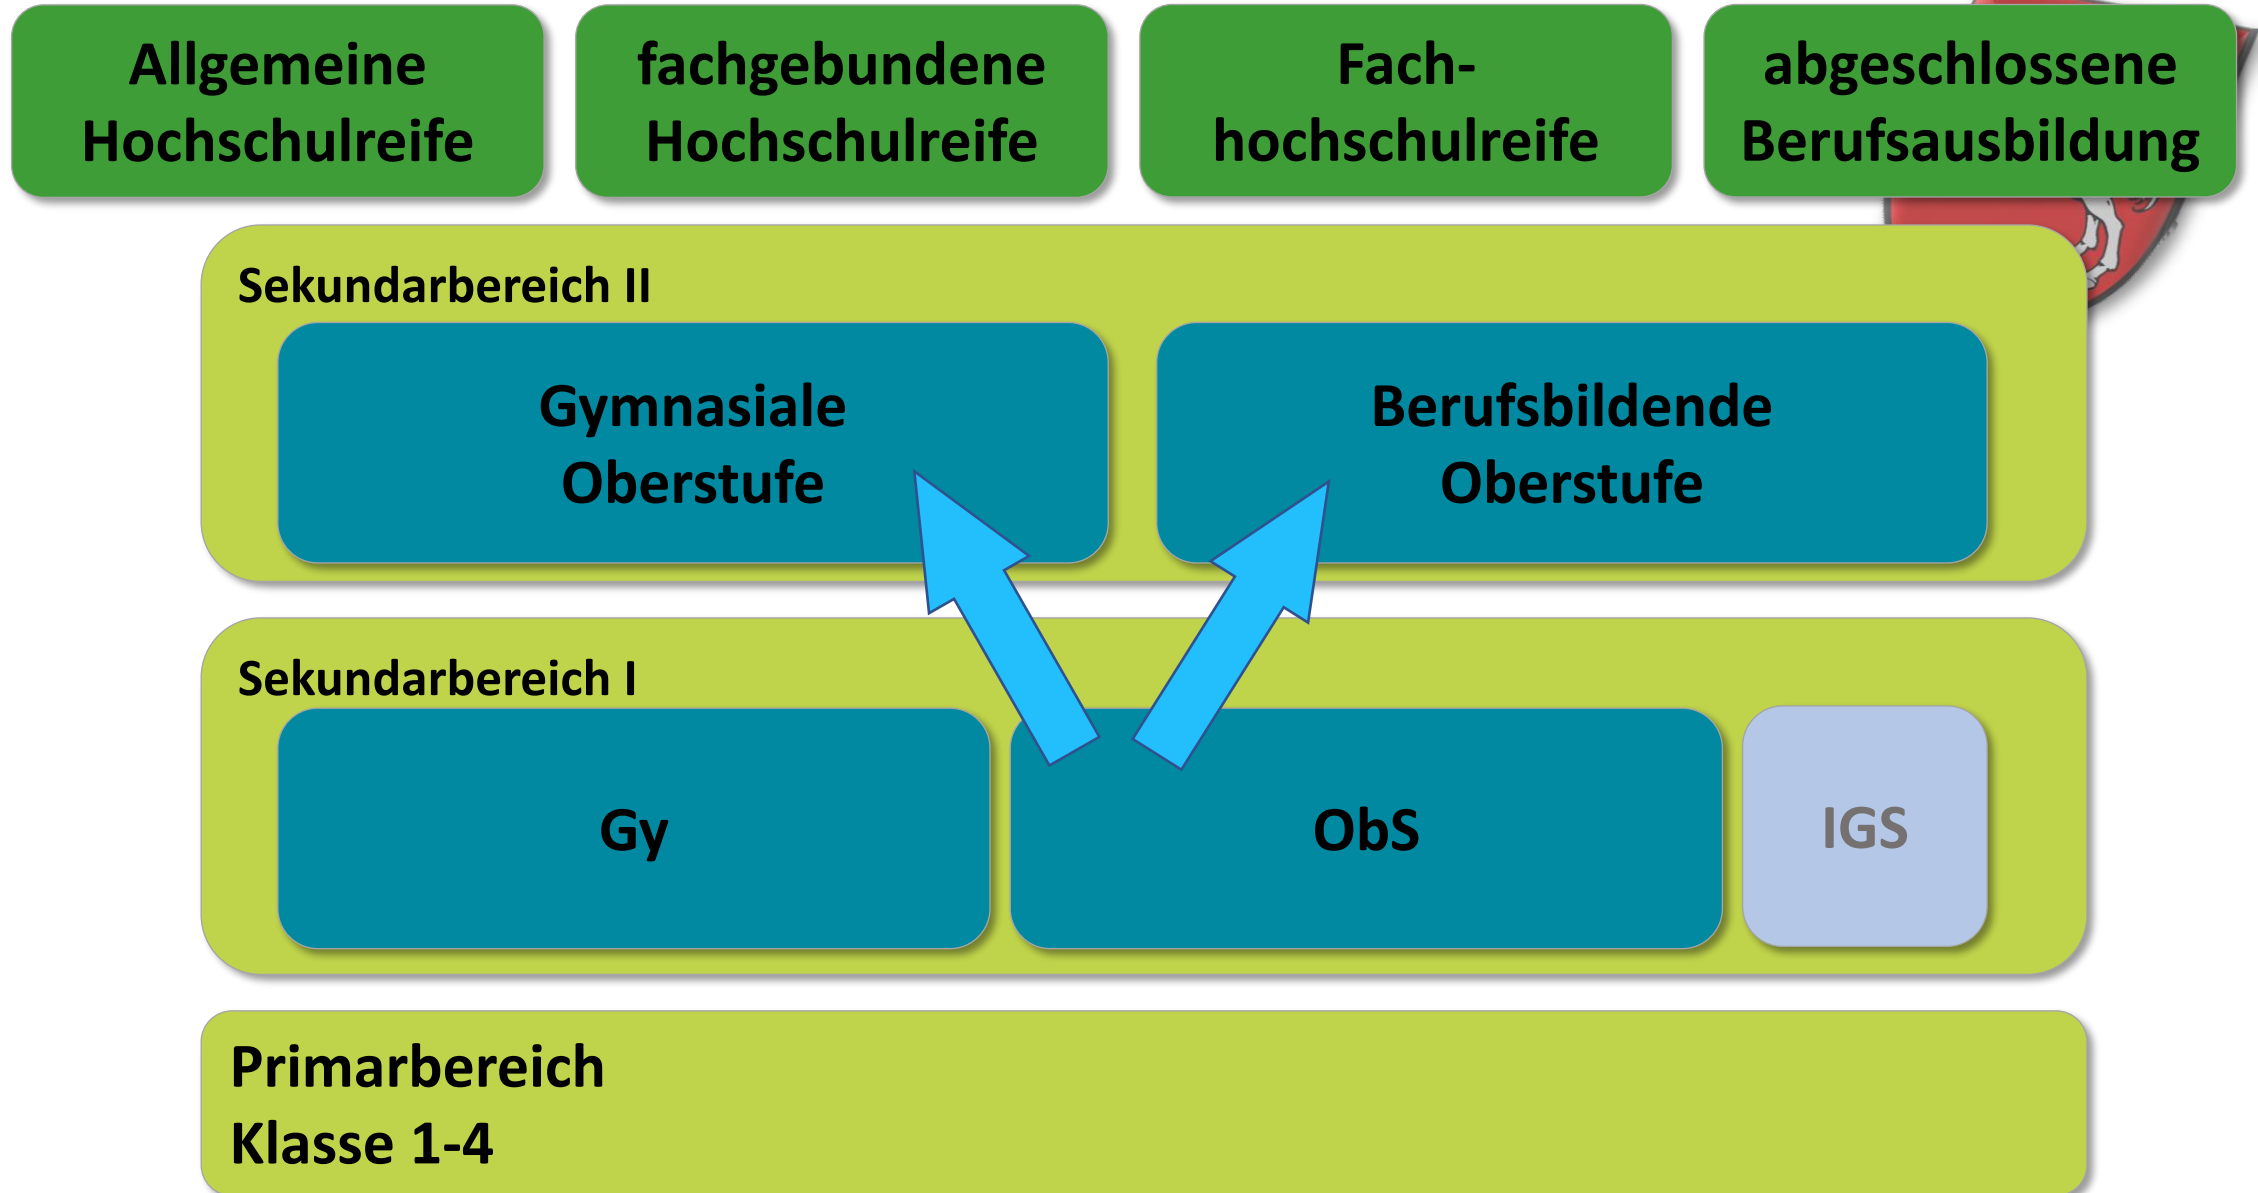 Allgemeine
Hochschulreife
fachgebundene
Hochschulreife
Fach-
hochschulreife
abgeschlossene
Berufsausbildung
Sekundarbereich II
Gymnasiale
Oberstufe
Berufsbildende
Oberstufe
Sekundarbereich I
Gy
ObS
IGS
Primarbereich
Klasse 1-4